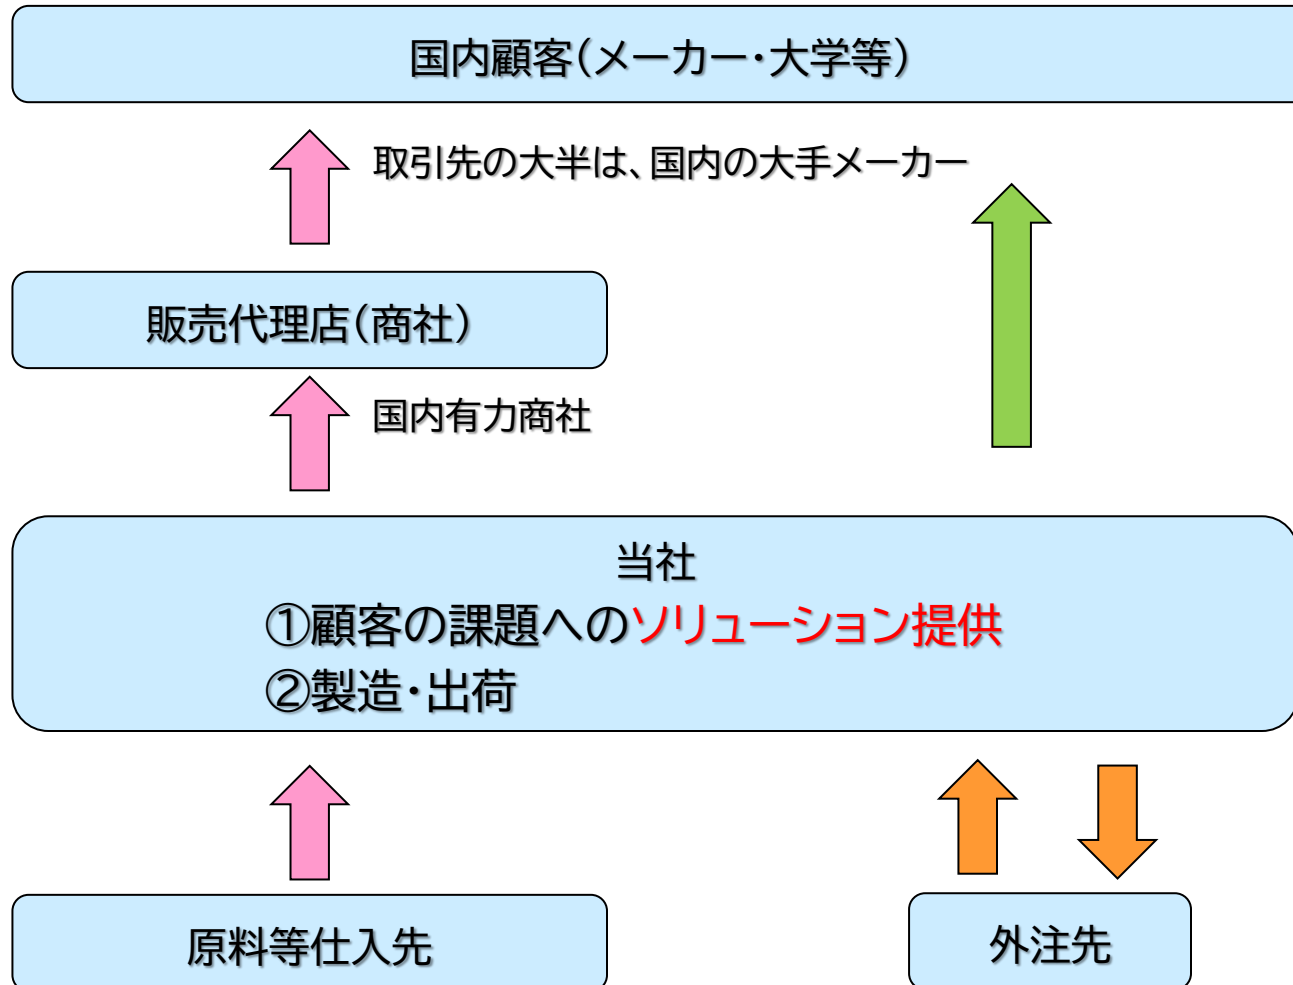 国内顧客(メーカー・大学等)
取引先の大半は、国内の大手メーカー
販売代理店(商社)
国内有力商社
当社
①顧客の課題へのソリューション提供
②製造・出荷
原料等仕入先
外注先